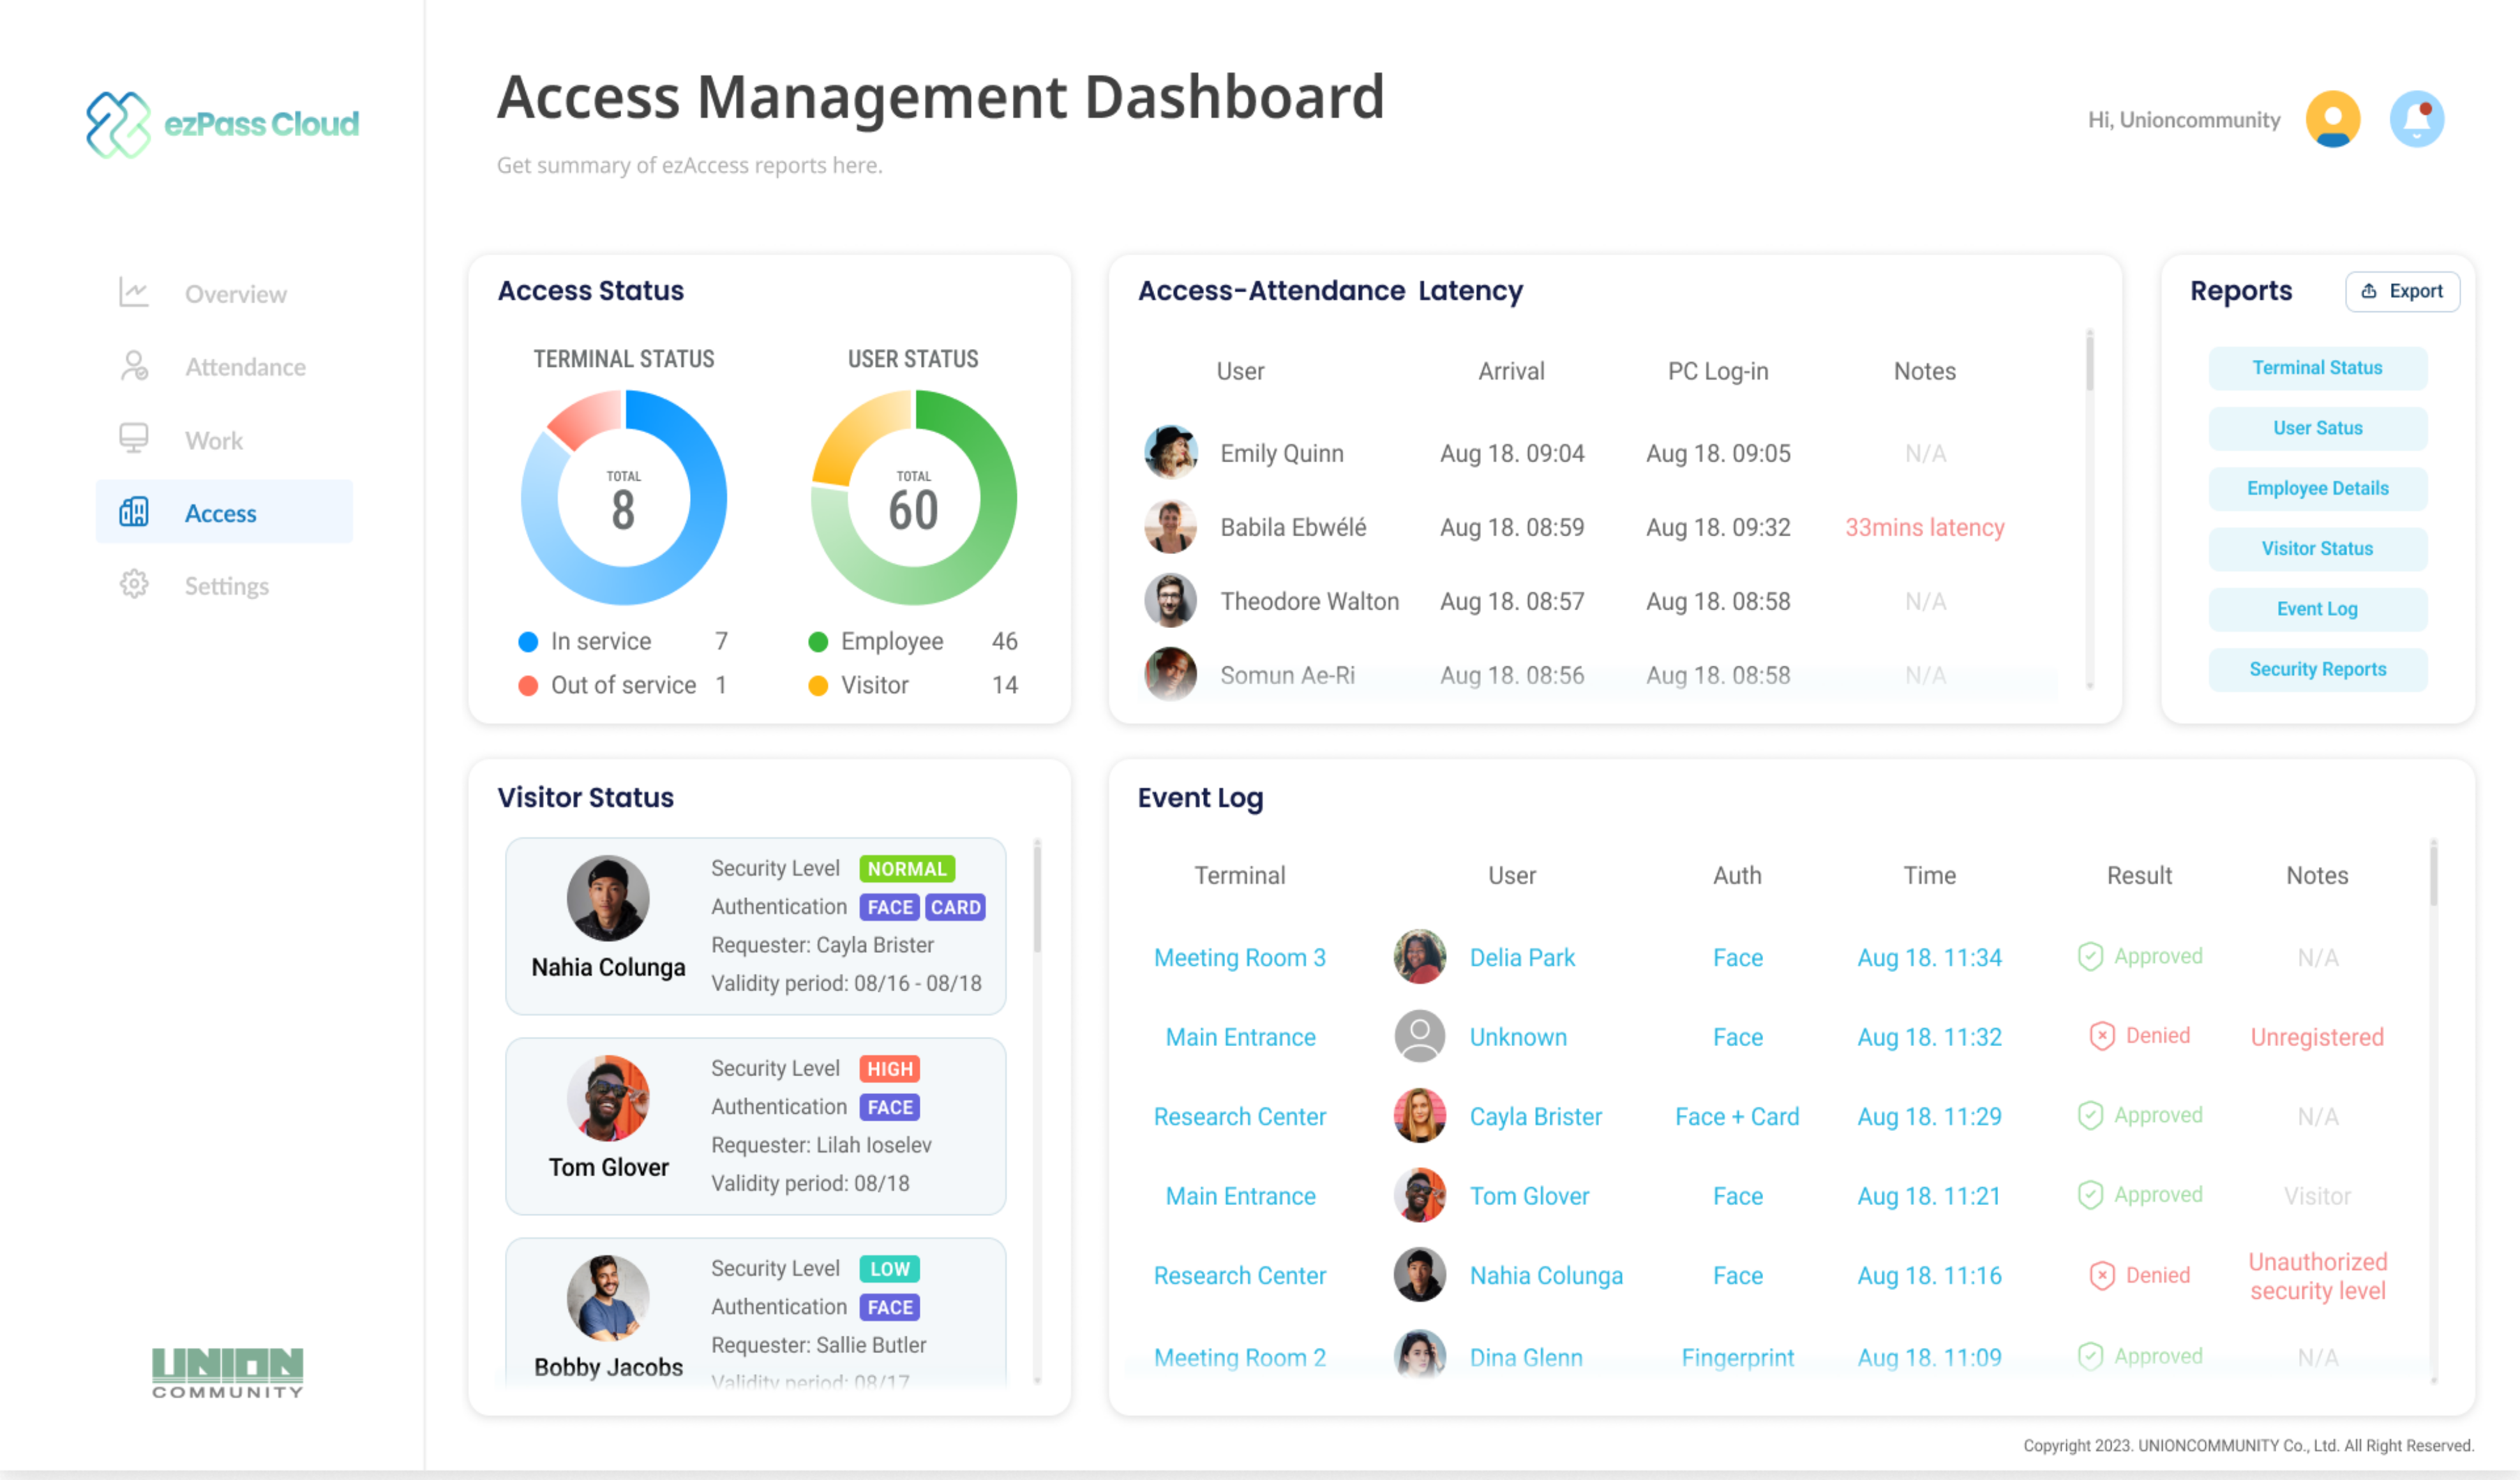 ezPass Cloud
Overview
Attendance
Work
Access
Settings
UNION
COMMUNITY
Access Management Dashboard
Get summary of ezAccess reports here.
Hi, Unioncommunity
Access Status
TERMINAL STATUS
TOTAL
8
In service 7
Out of service 1
USER STATUS
TOTAL
60
Employee 46
Visitor 14
Access-Attendance Latency
User Arrival PC Log-in Notes
Emily Quinn Aug 18. 09:04 Aug 18. 09:05 N/A
Babila Ebwélé Aug 18. 08:59 Aug 18. 09:32 33mins latency
Theodore Walton Aug 18. 08:57 Aug 18. 08:58 N/A
Somun Ae-Ri Aug 18. 08:56 Aug 18. 08:58 N/A
Reports
Export
Terminal Status
User Satus
Employee Details
Visitor Status
Event Log
Security Reports
Visitor Status
Nahia Colunga
Security Level NORMAL
Authentication FACE CARD
Requester: Cayla Brister
Validity period: 08/16 - 08/18
Tom Glover
Security Level HIGH
Authentication FACE
Requester: Lilah Ioselev
Validity period: 08/18
Bobby Jacobs
Security Level LOW
Authentication FACE
Requester: Sallie Butler
Validity period: 08/17
Event Log
Terminal User Auth Time Result Notes
Meeting Room 3 Delia Park Face Aug 18. 11:34 Approved N/A
Main Entrance Unknown Face Aug 18. 11:32 Denied Unregistered
Research Center Cayla Brister Face + Card Aug 18. 11:29 Approved N/A
Main Entrance Tom Glover Face Aug 18. 11:21 Approved Visitor
Research Center Nahia Colunga Face Aug 18. 11:16 Denied Unauthorized
security level
Meeting Room 2 Dina Glenn Fingerprint Aug 18. 11:09 Approved N/A
Copyright 2023. UNIONCOMMUNITY Co., Ltd. All Right Reserved.